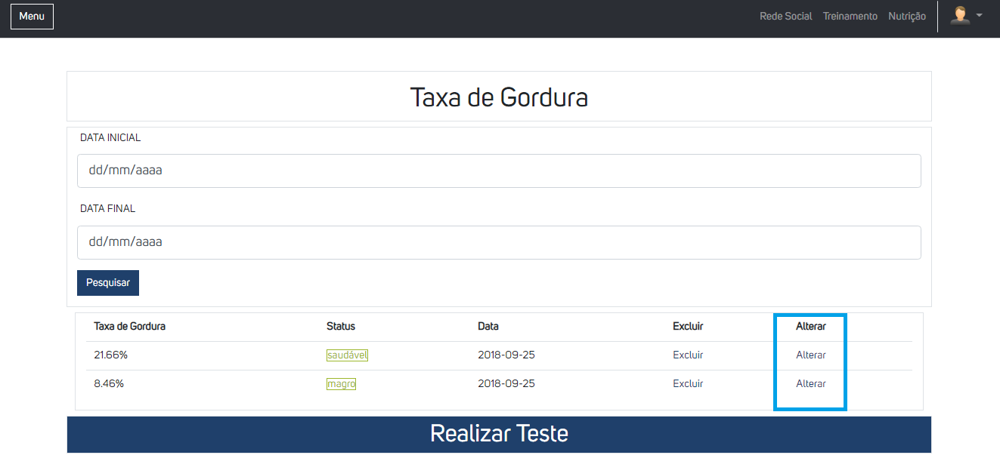 Menu Rede Social Treinamento Nutrição
Taxa de Gordura
DATA INICIAL
dd/mm/aaaa
DATA FINAL
dd/mm/aaaa
Pesquisar
Taxa de Gordura Status Data Excluir Alterar
21.66% saudável 2018-09-25 Excluir Alterar
8.46% magro 2018-09-25 Excluir Alterar
Realizar Teste